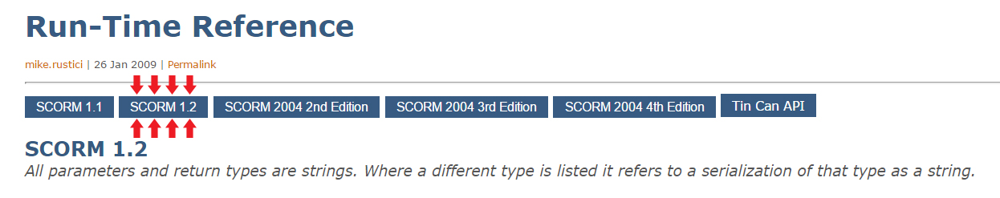 Run-Time Reference
mike.rustici | 26 Jan 2009 | Permalink
SCORM 1.1 SCORM 1.2 SCORM 2004 2nd Edition SCORM 2004 3rd Edition SCORM 2004 4th Edition Tin Can API
SCORM 1.2
All parameters and return types are strings. Where a different type is listed it refers to a serialization of that type as a string.